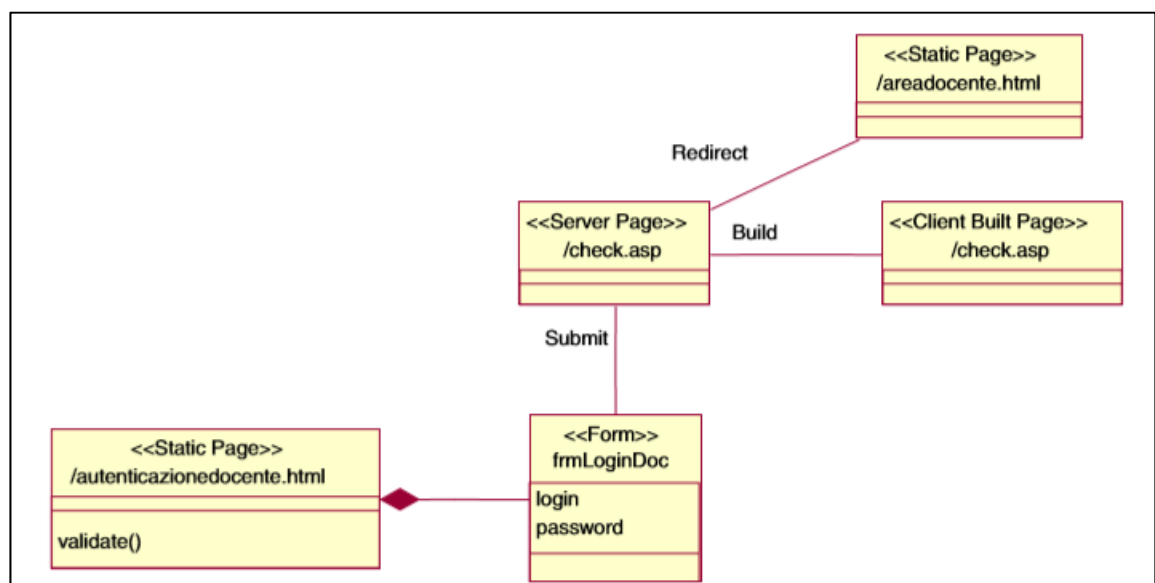 <<Static Page>>
/areadocente.html
Redirect
<<Server Page>>
/check.asp
Build
<<Client Built Page>>
/check.asp
Submit
<<Form>>
frmLoginDoc
login
password
<<Static Page>>
/autenticazionedocente.html
validate()